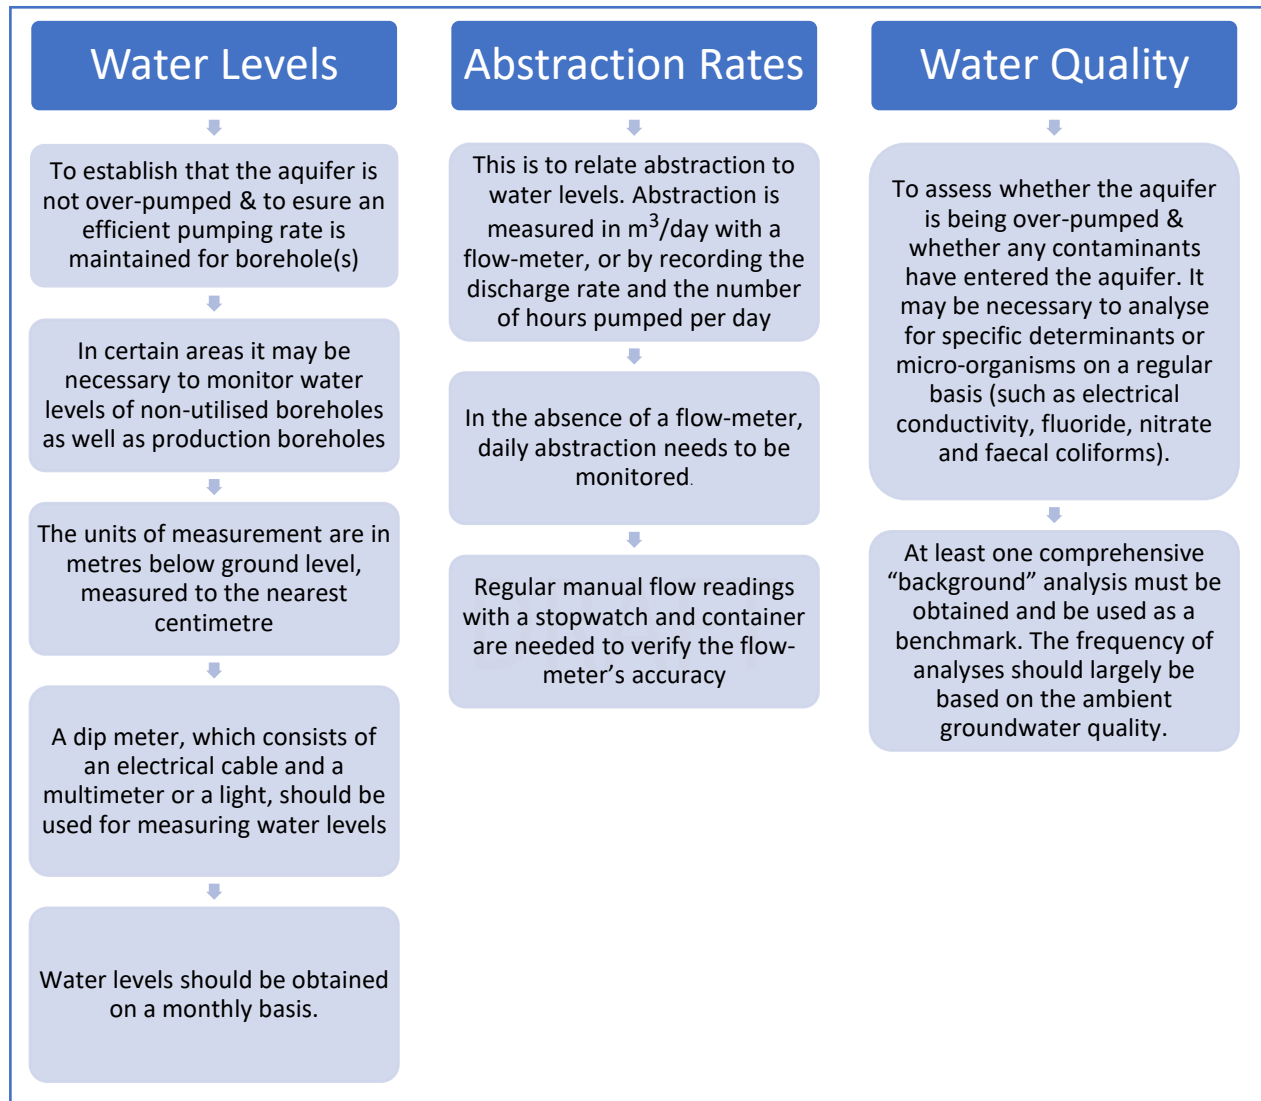 Water Levels
To establish that the aquifer is
not over-pumped & to esure an
efficient pumping rate is
maintained for borehole(s)
In certain areas it may be
necessary to monitor water
levels of non-utilised boreholes
as well as production boreholes
The units of measurement are in
metres below ground level,
measured to the nearest
centimetre
A dip meter, which consists of
an electrical cable and a
multimeter or a light, should be
used for measuring water levels
Water levels should be obtained
on a monthly basis.
Abstraction Rates
This is to relate abstraction to
water levels. Abstraction is
measured in m³/day with a
flow-meter, or by recording the
discharge rate and the number
of hours pumped per day
In the absence of a flow-meter,
daily abstraction needs to be
monitored.
Regular manual flow readings
with a stopwatch and container
are needed to verify the flow-
meter’s accuracy
Water Quality
To assess whether the aquifer
is being over-pumped &
whether any contaminants
have entered the aquifer. It
may be necessary to analyse
for specific determinants or
micro-organisms on a regular
basis (such as electrical
conductivity, fluoride, nitrate
and faecal coliforms).
At least one comprehensive
“background” analysis must be
obtained and be used as a
benchmark. The frequency of
analyses should largely be
based on the ambient
groundwater quality.